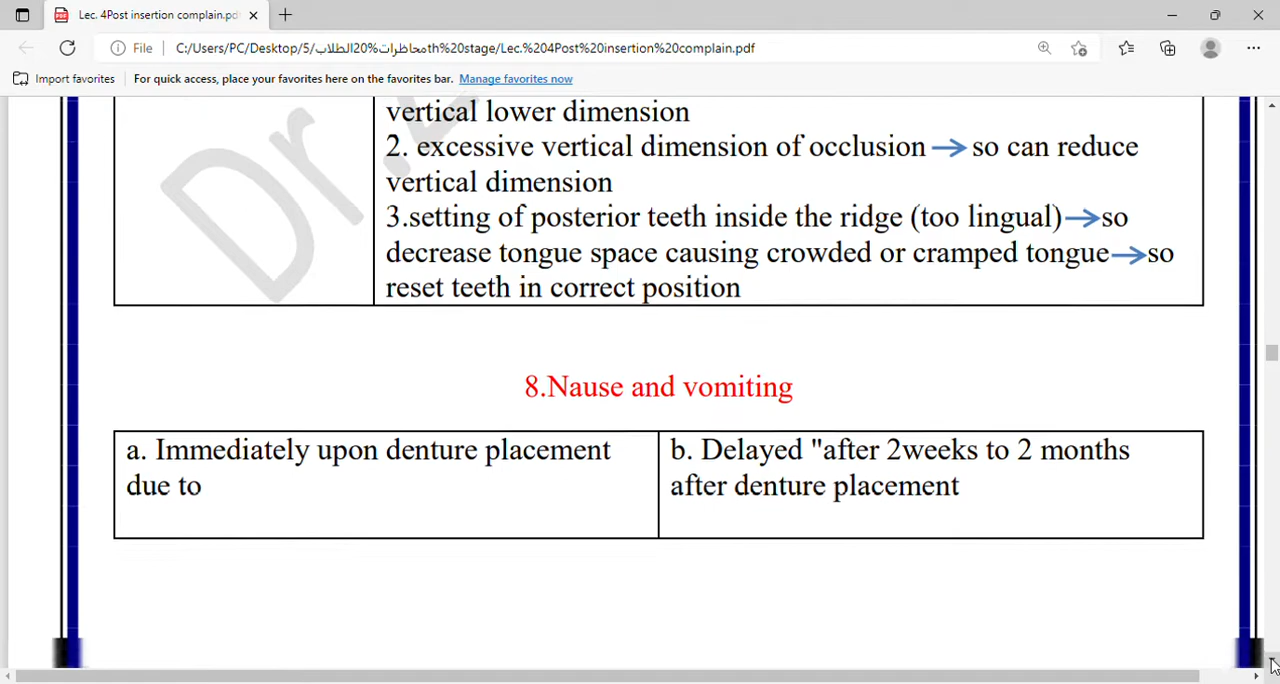 Lec. 4Post insertion complain.pd
File
C:/Users/PC/Desktop/5/محاظرات%20الطلاب/th%20stage/Lec.%204Post%20insertion%20complain.pdf
Import favorites
For quick access, place your favorites here on the favorites bar. Manage favorites now
vertical lower dimension
2. excessive vertical dimension of occlusion → so can reduce
vertical dimension
3.setting of posterior teeth inside the ridge (too lingual)→so
decrease tongue space causing crowded or cramped tongue→so
reset teeth in correct position
Dr.
8.Nause and vomiting
a. Immediately upon denture placement
due to
b. Delayed "after 2weeks to 2 months
after denture placement